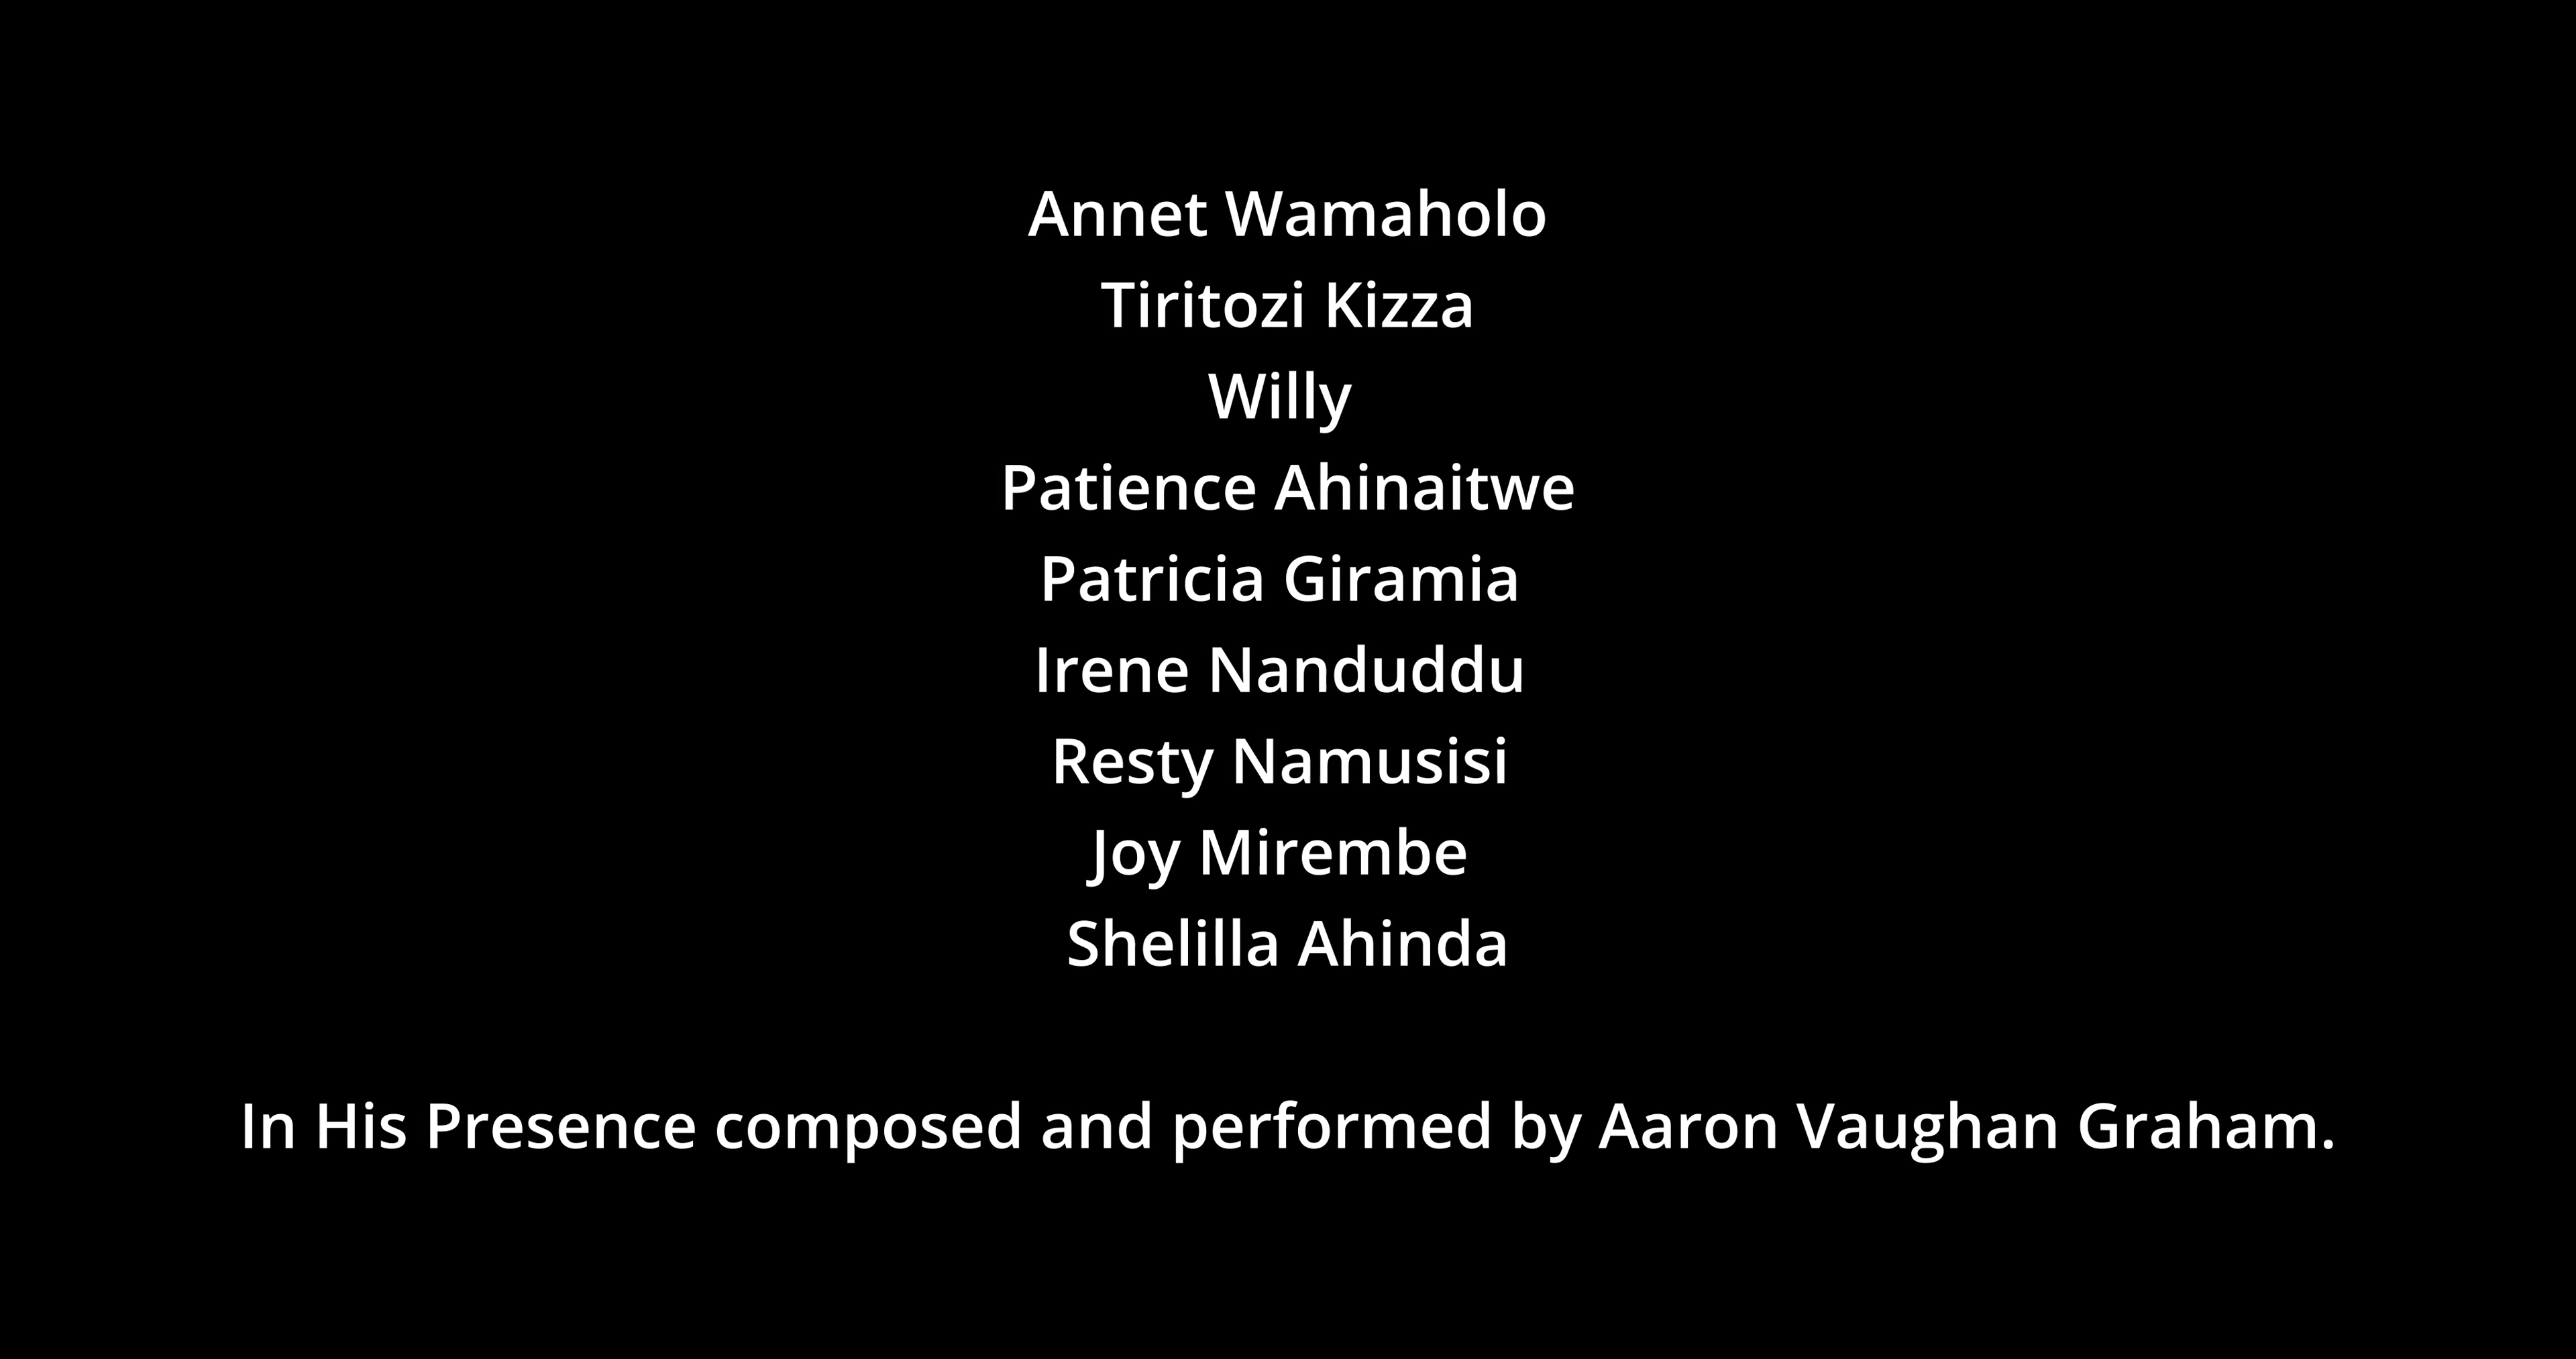 Annet Wamaholo
Tiritozi Kizza
Willy
Patience Ahinaitwe
Patricia Giramia
Irene Nanduddu
Resty Namusisi
Joy Mirembe
Shelilla Ahinda
In His Presence composed and performed by Aaron Vaughan Graham.